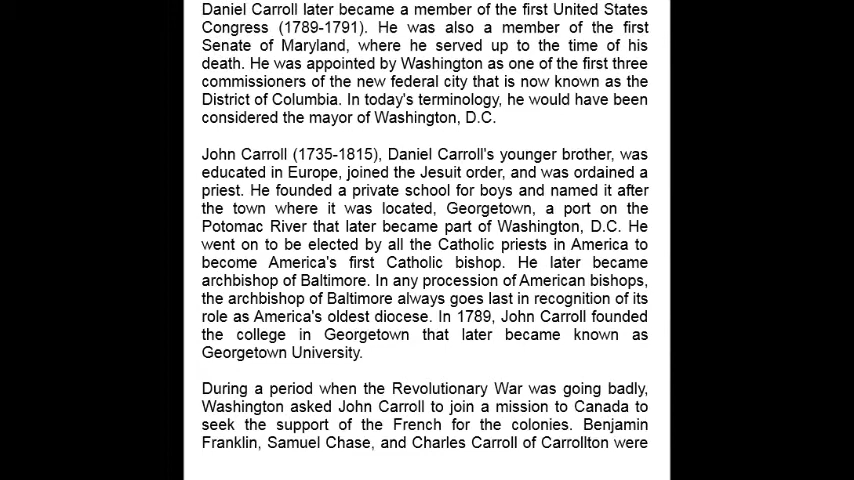 Daniel Carroll later became a member of the first United States
Congress (1789-1791). He was also a member of the first
Senate of Maryland, where he served up to the time of his
death. He was appointed by Washington as one of the first three
commissioners of the new federal city that is now known as the
District of Columbia. In today's terminology, he would have been
considered the mayor of Washington, D.C.
John Carroll (1735-1815), Daniel Carroll's younger brother, was
educated in Europe, joined the Jesuit order, and was ordained a
priest. He founded a private school for boys and named it after
the town where it was located, Georgetown, a port on the
Potomac River that later became part of Washington, D.C. He
went on to be elected by all the Catholic priests in America to
become America's first Catholic bishop. He later became
archbishop of Baltimore. In any procession of American bishops,
the archbishop of Baltimore always goes last in recognition of its
role as America's oldest diocese. In 1789, John Carroll founded
the college in Georgetown that later became known as
Georgetown University.
During a period when the Revolutionary War was going badly,
Washington asked John Carroll to join a mission to Canada to
seek the support of the French for the colonies. Benjamin
Franklin, Samuel Chase, and Charles Carroll of Carrollton were